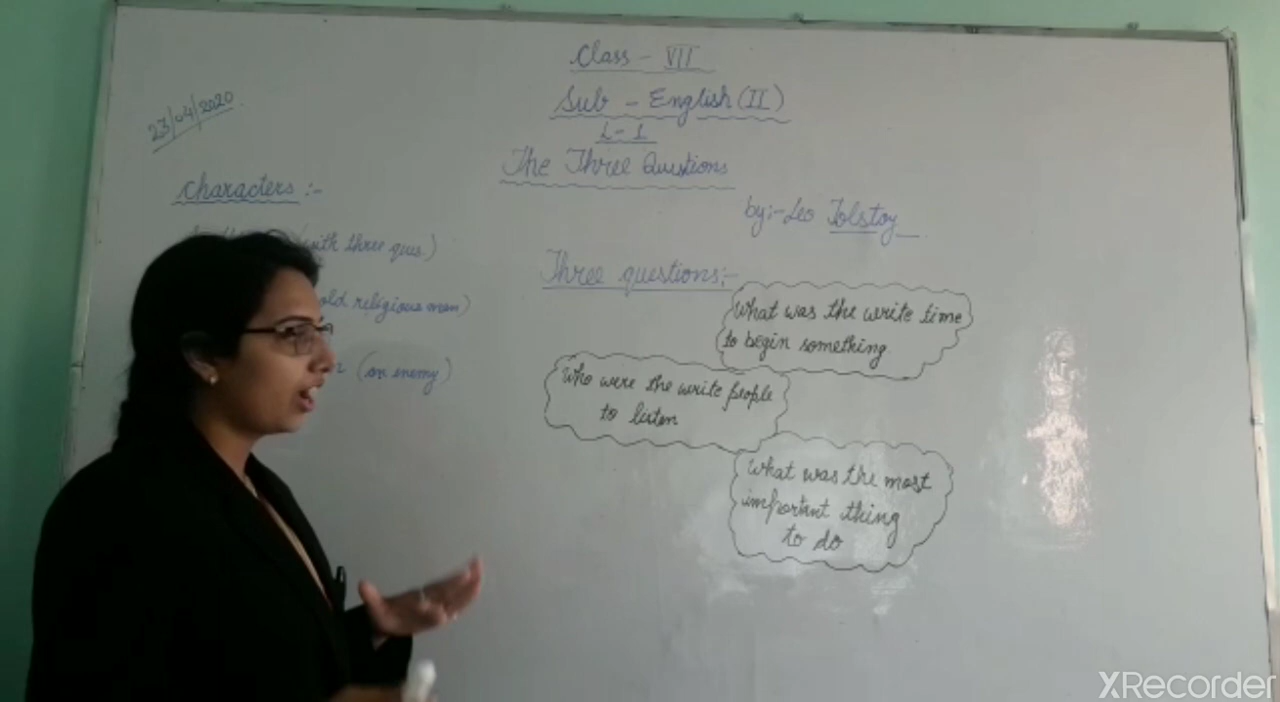 Class - VII
Sub - English (II)
L-1
The Three Questions
by:- Leo Tolstoy
23/04/2020
Characters :-
(with three ques.)
old religious man)
(an enemy)
Three questions:-
What was the write time
to begin something
Who were the write people
to listen
What was the most
important thing
to do
XRecorder